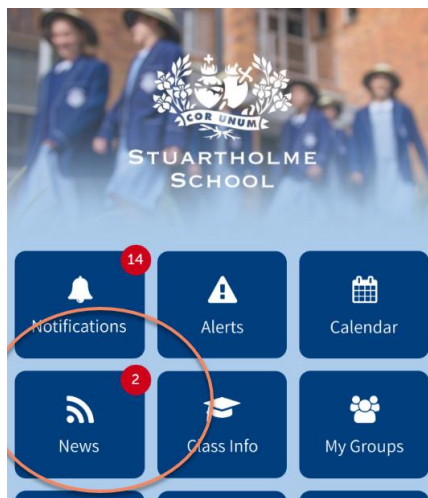 COR UNUM
STUARTHOLME
SCHOOL
14
Notifications
Alerts
Calendar
2
News
Class Info
My Groups